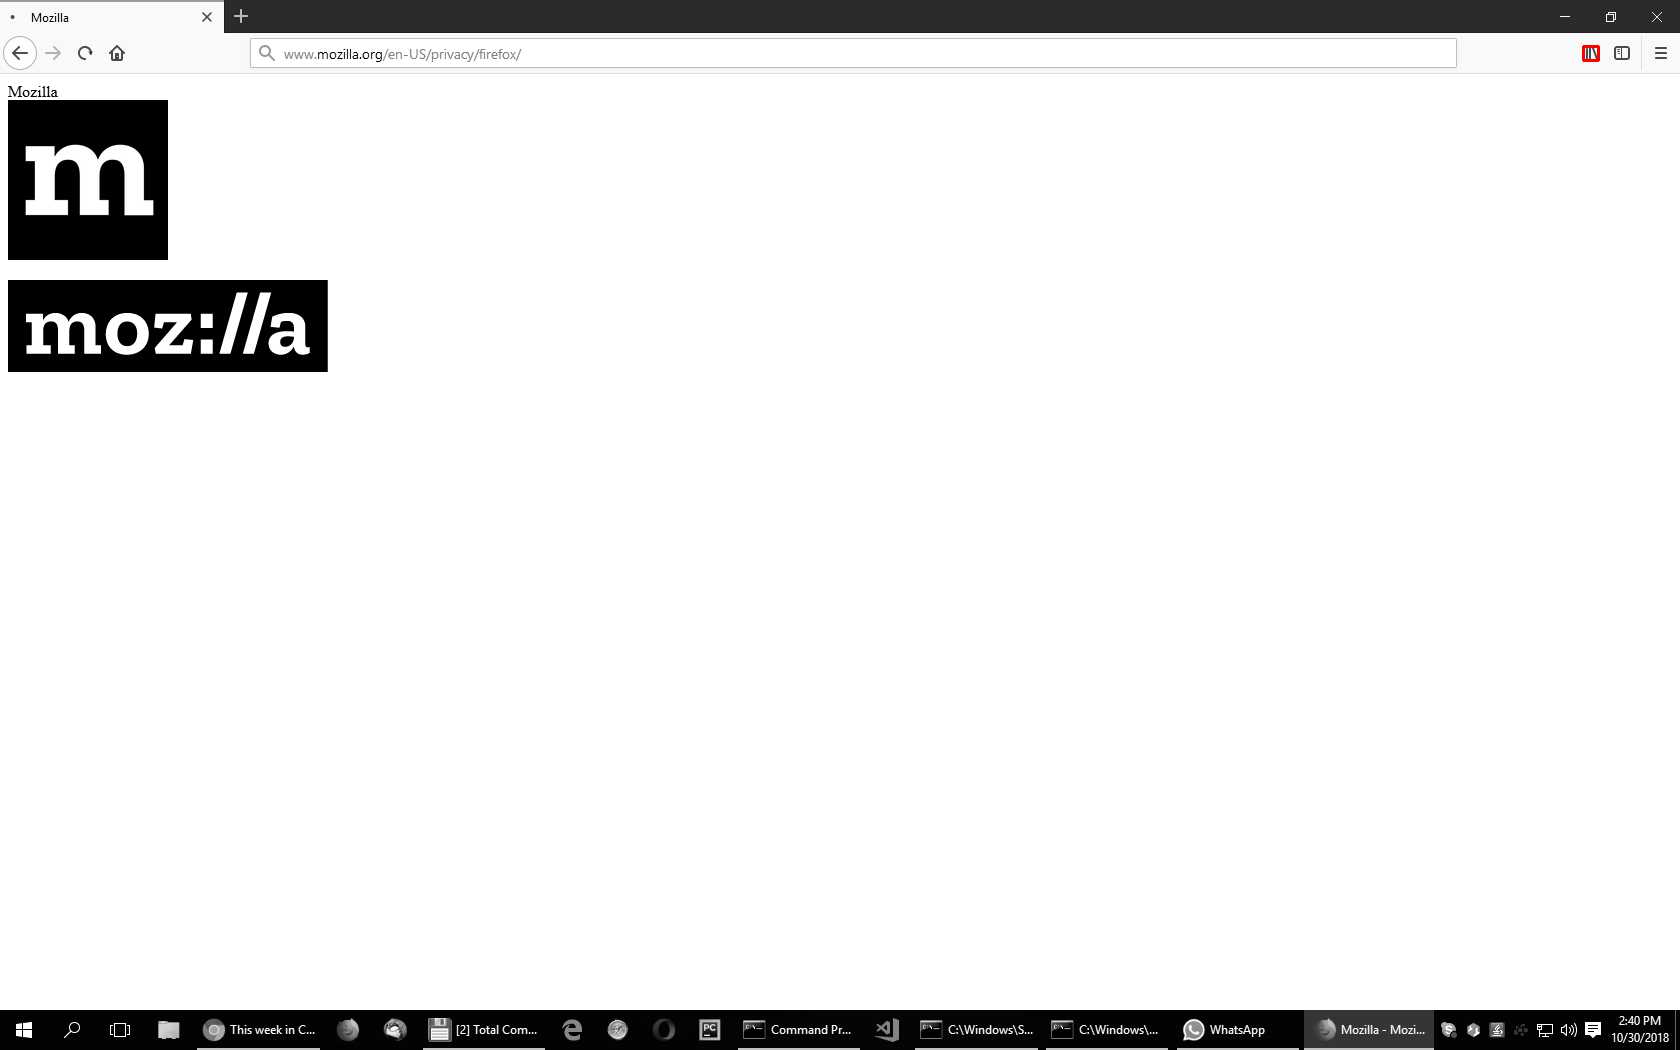 Mozilla
www.mozilla.org/en-US/privacy/firefox/
Mozilla
m
moz://a
This week in C...
[2] Total Com...
PC
Command Pr...
C:\Windows\S...
C:\Windows\...
WhatsApp
Mozilla - Mozi...
2:40 PM
10/30/2018